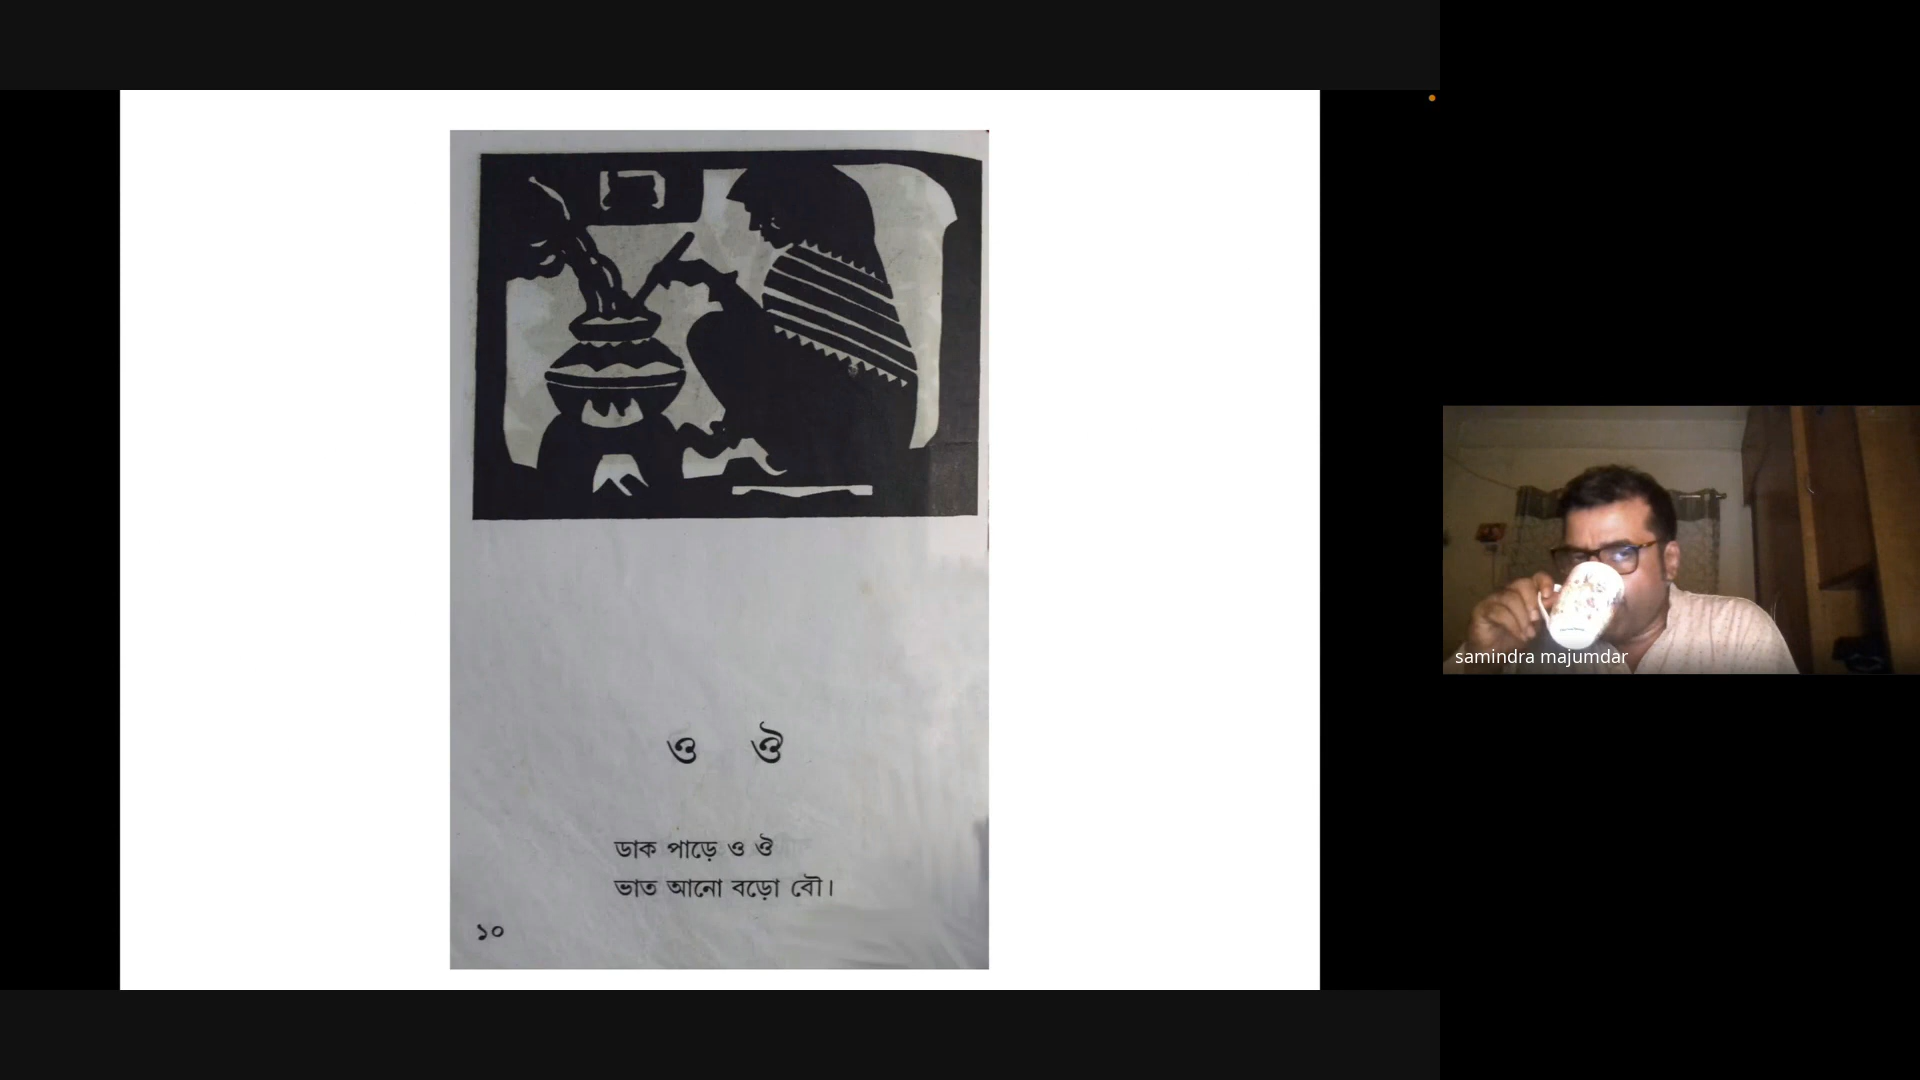 ও ঔ
ডাক পাড়ে ও ঔ
ভাত আনো বড়ো বৌ।
১০
samindra majumdar